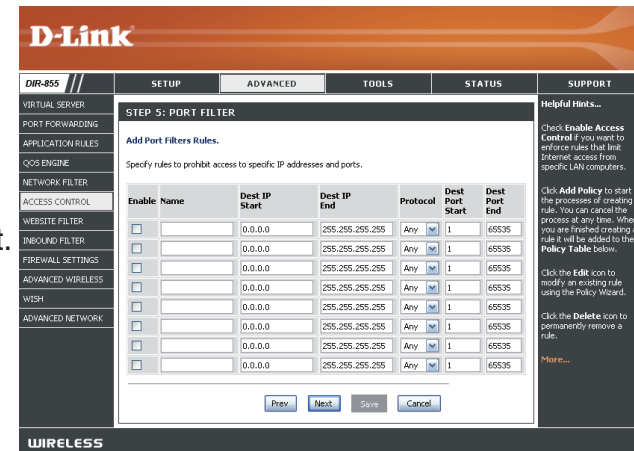 D-Link
DIR-855 // SETUP ADVANCED TOOLS STATUS SUPPORT
VIRTUAL SERVER
PORT FORWARDING
APPLICATION RULES
QOS ENGINE
NETWORK FILTER
ACCESS CONTROL
WEBSITE FILTER
INBOUND FILTER
FIREWALL SETTINGS
ADVANCED WIRELESS
WISH
ADVANCED NETWORK
t.
STEP 5: PORT FILTER
Add Port Filters Rules.
Specify rules to prohibit access to specific IP addresses and ports.
Enable Name Dest IP Start Dest IP End Protocol Dest Port Start Dest Port End
0.0.0.0 255.255.255.255 Any 1 65535
0.0.0.0 255.255.255.255 Any 1 65535
0.0.0.0 255.255.255.255 Any 1 65535
0.0.0.0 255.255.255.255 Any 1 65535
0.0.0.0 255.255.255.255 Any 1 65535
0.0.0.0 255.255.255.255 Any 1 65535
0.0.0.0 255.255.255.255 Any 1 65535
0.0.0.0 255.255.255.255 Any 1 65535
Prev Next Save Cancel
Helpful Hints...
Check Enable Access
Control if you want to
enforce rules that limit
Internet access from
specific LAN computers.
Click Add Policy to start
the processes of creating a
rule. You can cancel the
process at any time. When
you are finished creating a
rule it will be added to the
Policy Table below.
Click the Edit icon to
modify an existing rule
using the Policy Wizard.
Click the Delete icon to
permanently remove a
rule.
More...
WIRELESS